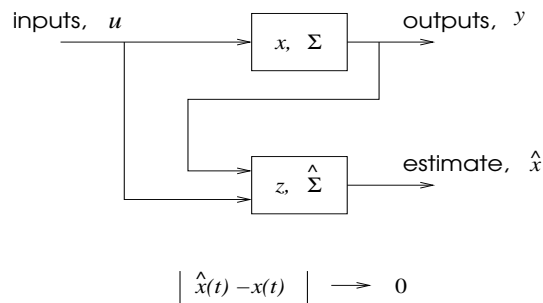 inputs, u
x, Σ
outputs, y
z, Σ̂
estimate, x̂
| x̂(t) – x(t) | → 0